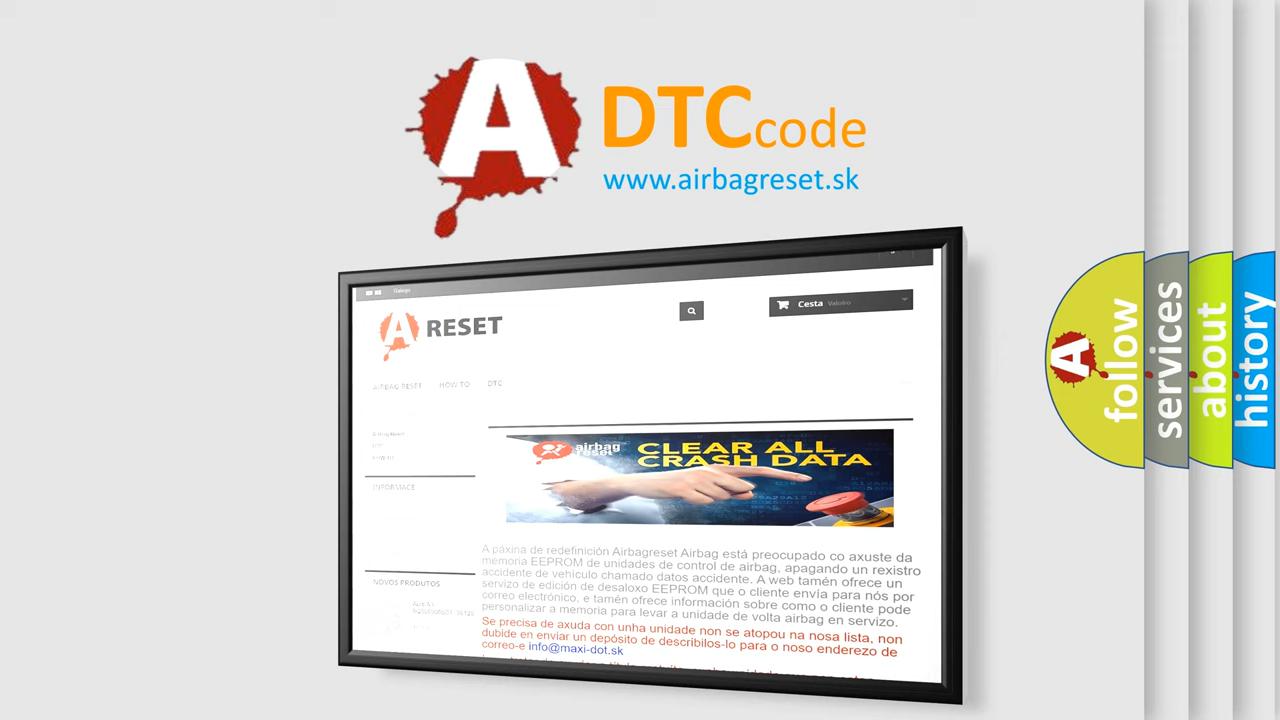 A
DTCcode
www.airbagreset.sk
Galego
A RESET
Cesta Valeiro
AIRBAG RESET HOW TO DTC
INFORMACE
airbag
reset
CLEAR ALL
CRASH DATA
A páxina de redefinición Airbagreset Airbag está preocupado co axuste da
memoria EEPROM de unidades de control de airbag, apagando un rexistro
accidente de vehículo chamado datos accidente. A web tamén ofrece un
servizo de edición de desaloxo EEPROM que o cliente envía para nós por
correo electrónico, e tamén ofrece información sobre como o cliente pode
personalizar a memoria para levar a unidade de volta airbag en servizo.
Se precisa de axuda con unha unidade non se atopou na nosa lista, non
dubide en enviar un depósito de describilos-lo para o noso enderezo de
correo-e info@maxi-dot.sk
NOVOS PRODUTOS
A
follow
services
about
history